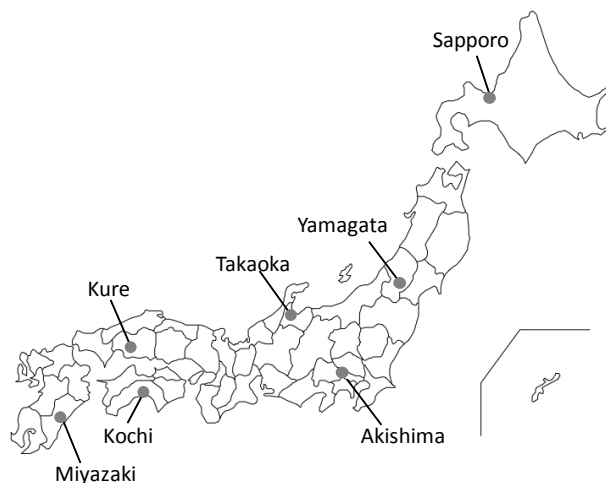 Sapporo
Yamagata
Takaoka
Kure
Akishima
Kochi
Miyazaki